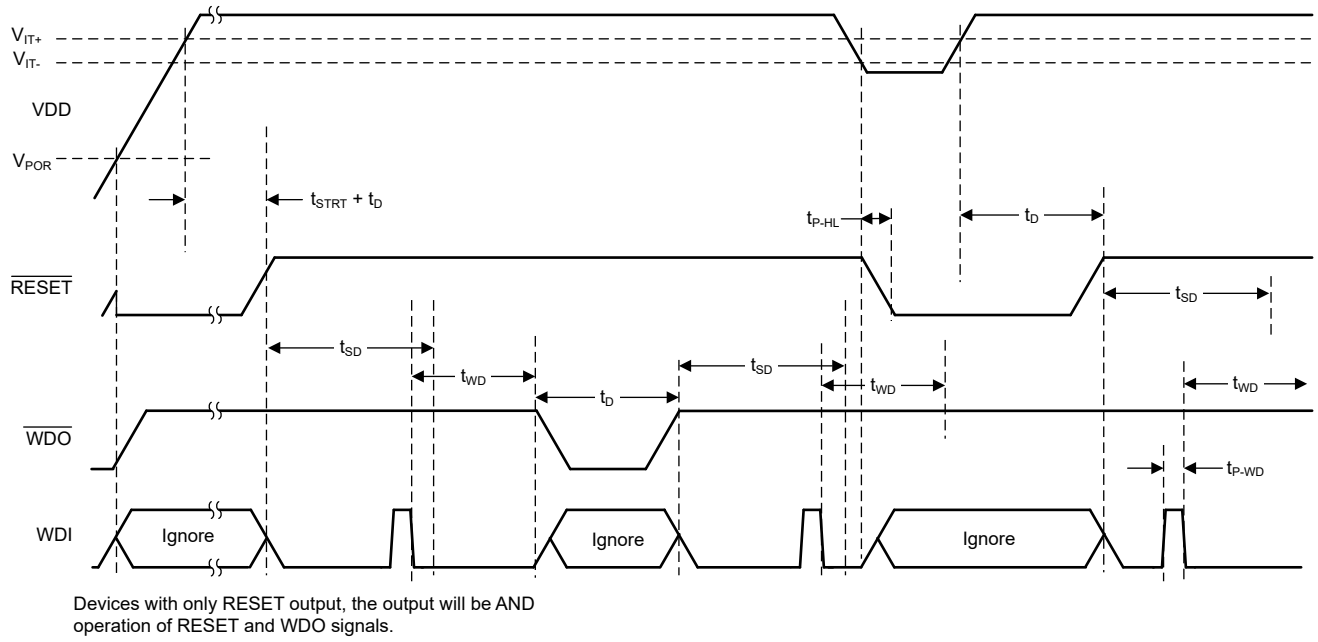 VIT+
VIT-
VDD
VPOR
tSTRT + tD
tP-HL
tD
RESET
tSD
tSD
tWD
tSD
tWD
tWD
tD
WDO
tP-WD
WDI
Ignore
Ignore
Ignore
Devices with only RESET output, the output will be AND
operation of RESET and WDO signals.